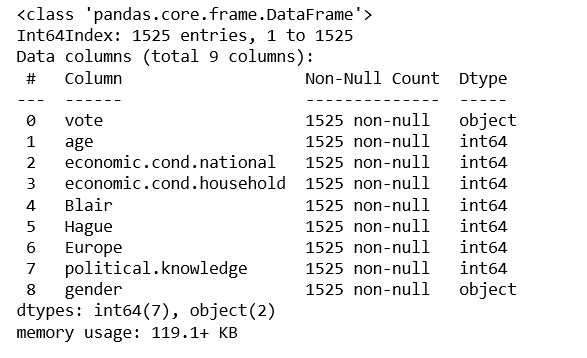 <class 'pandas.core.frame.DataFrame'>
Int64Index: 1525 entries, 1 to 1525
Data columns (total 9 columns):
 #   Column                   Non-Null Count  Dtype
---  ------                   --------------  -----
 0   vote                     1525 non-null   object
 1   age                      1525 non-null   int64
 2   economic.cond.national   1525 non-null   int64
 3   economic.cond.household  1525 non-null   int64
 4   Blair                    1525 non-null   int64
 5   Hague                    1525 non-null   int64
 6   Europe                   1525 non-null   int64
 7   political.knowledge      1525 non-null   int64
 8   gender                   1525 non-null   object
dtypes: int64(7), object(2)
memory usage: 119.1+ KB